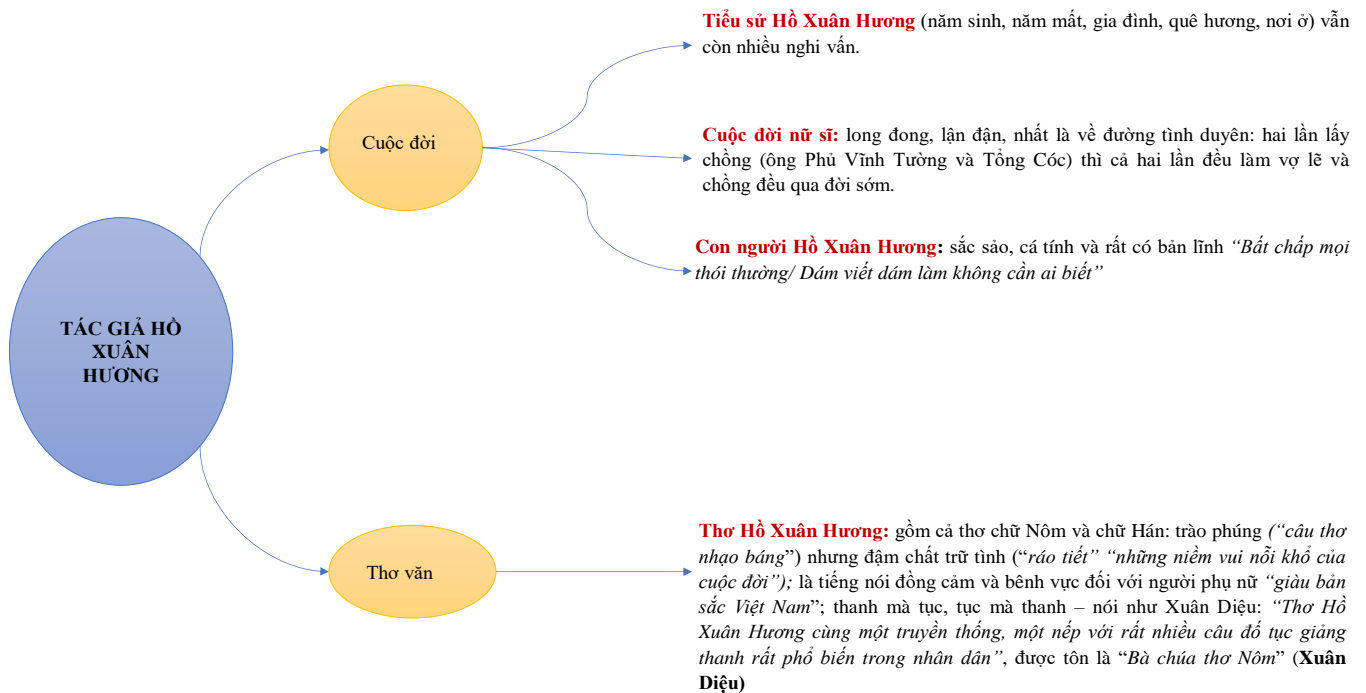 Tiểu sử Hồ Xuân Hương (năm sinh, năm mất, gia đình, quê hương, nơi ở) vẫn
còn nhiều nghi vấn.
Cuộc đời
Cuộc đời nữ sĩ: long đong, lận đận, nhất là về đường tình duyên: hai lần lấy
chồng (ông Phủ Vĩnh Tường và Tổng Cóc) thì cả hai lần đều làm vợ lẽ và
chồng đều qua đời sớm.
Con người Hồ Xuân Hương: sắc sảo, cá tính và rất có bản lĩnh “Bất chấp mọi
thói thường/ Dám viết dám làm không cần ai biết”
TÁC GIẢ HỒ
XUÂN
HƯƠNG
Thơ văn
Thơ Hồ Xuân Hương: gồm cả thơ chữ Nôm và chữ Hán: trào phúng (“câu thơ
nhạo báng”) nhưng đậm chất trữ tình (“ráo tiết” “những niềm vui nỗi khổ của
cuộc đời”); là tiếng nói đồng cảm và bênh vực đối với người phụ nữ “giàu bản
sắc Việt Nam”; thanh mà tục, tục mà thanh – nói như Xuân Diệu: “Thơ Hồ
Xuân Hương cùng một truyền thống, một nếp với rất nhiều câu đố tục giảng
thanh rất phổ biến trong nhân dân”, được tôn là “Bà chúa thơ Nôm” (Xuân
Diệu)